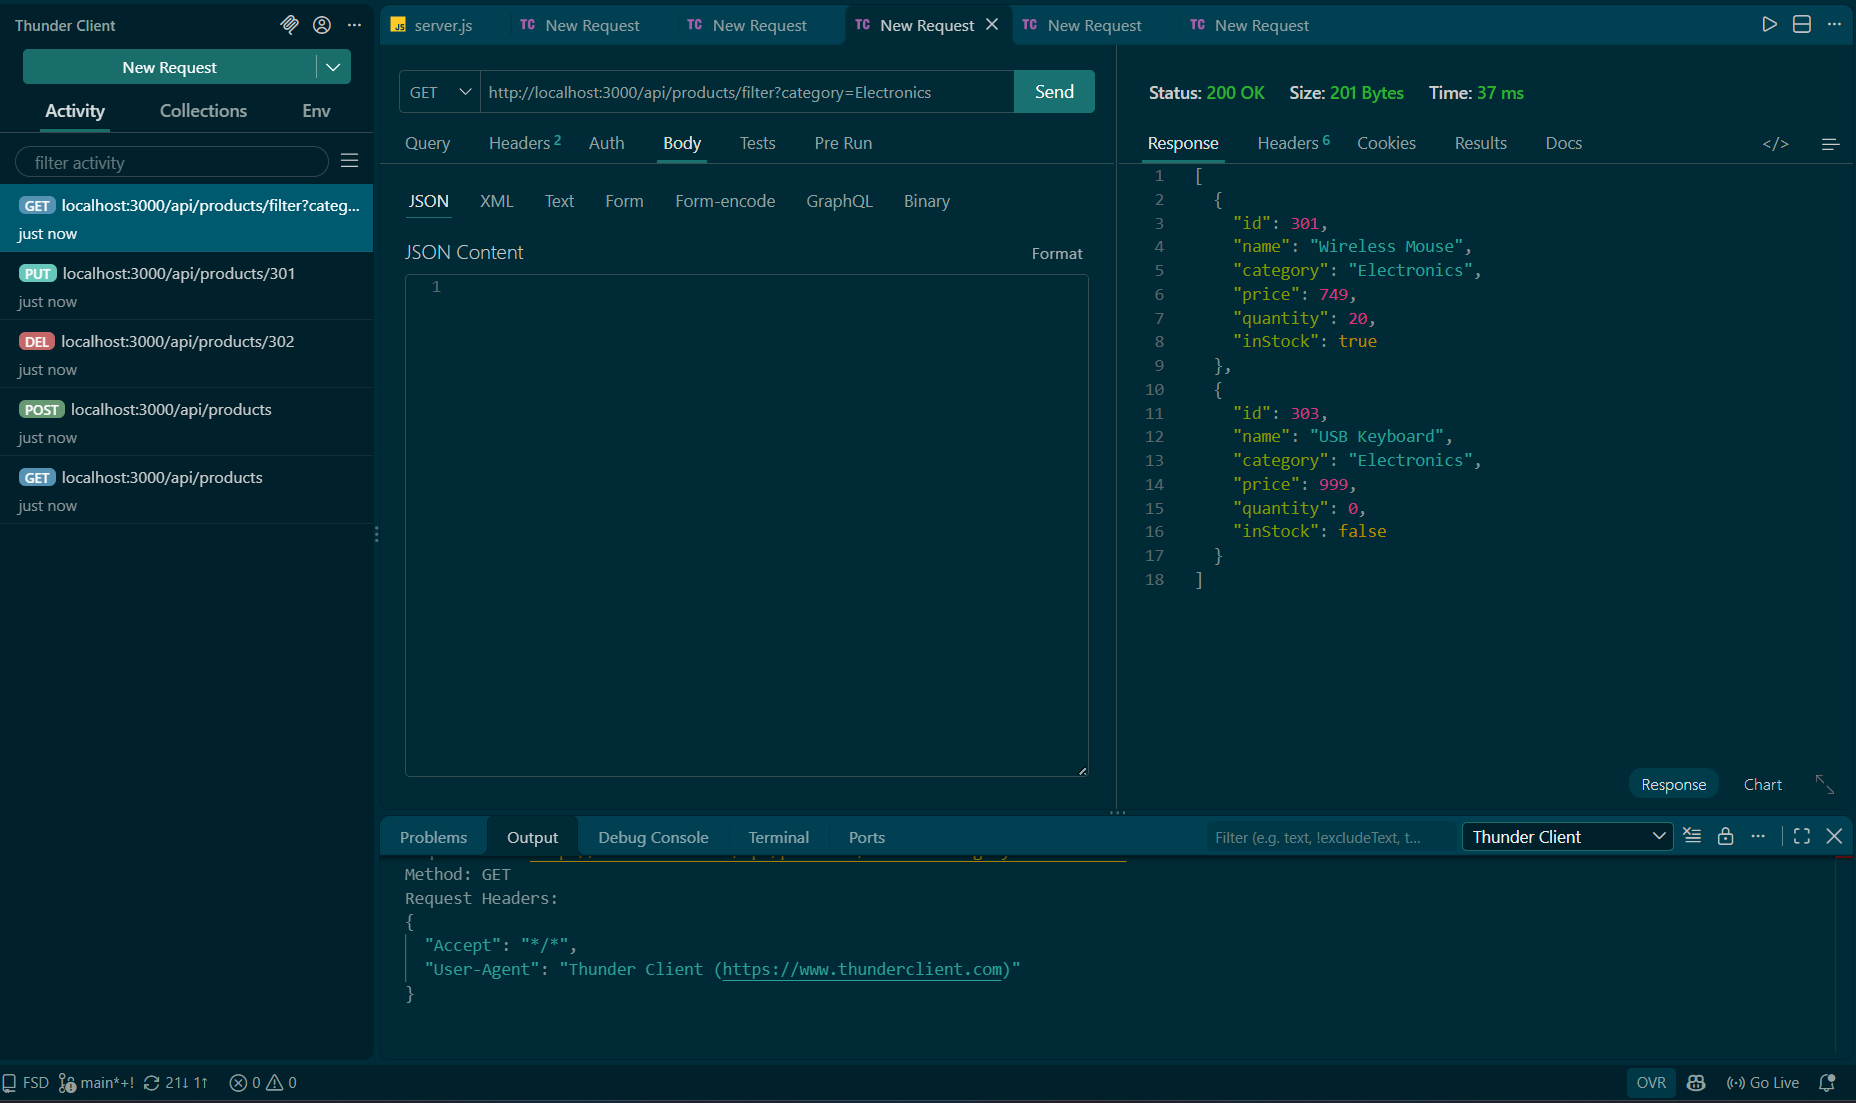 Thunder Client
New Request
Activity Collections Env
filter activity
GET localhost:3000/api/products/filter?categ...
just now
PUT localhost:3000/api/products/301
just now
DEL localhost:3000/api/products/302
just now
POST localhost:3000/api/products
just now
GET localhost:3000/api/products
just now
JS server.js TC New Request TC New Request TC New Request TC New Request TC New Request
GET http://localhost:3000/api/products/filter?category=Electronics Send
Query Headers 2 Auth Body Tests Pre Run
JSON XML Text Form Form-encode GraphQL Binary
JSON Content Format
1
Status: 200 OK Size: 201 Bytes Time: 37 ms
Response Headers 6 Cookies Results Docs </>
1 [
2 {
3 "id": 301,
4 "name": "Wireless Mouse",
5 "category": "Electronics",
6 "price": 749,
7 "quantity": 20,
8 "inStock": true
9 },
10 {
11 "id": 303,
12 "name": "USB Keyboard",
13 "category": "Electronics",
14 "price": 999,
15 "quantity": 0,
16 "inStock": false
17 }
18 ]
Response Chart
Problems Output Debug Console Terminal Ports Filter (e.g. text, !excludeText, t... Thunder Client
Method: GET
Request Headers:
{
"Accept": "*/*",
"User-Agent": "Thunder Client (https://www.thunderclient.com)"
}
FSD main*+! 21↓ 1↑ 0 0 OVR Go Live